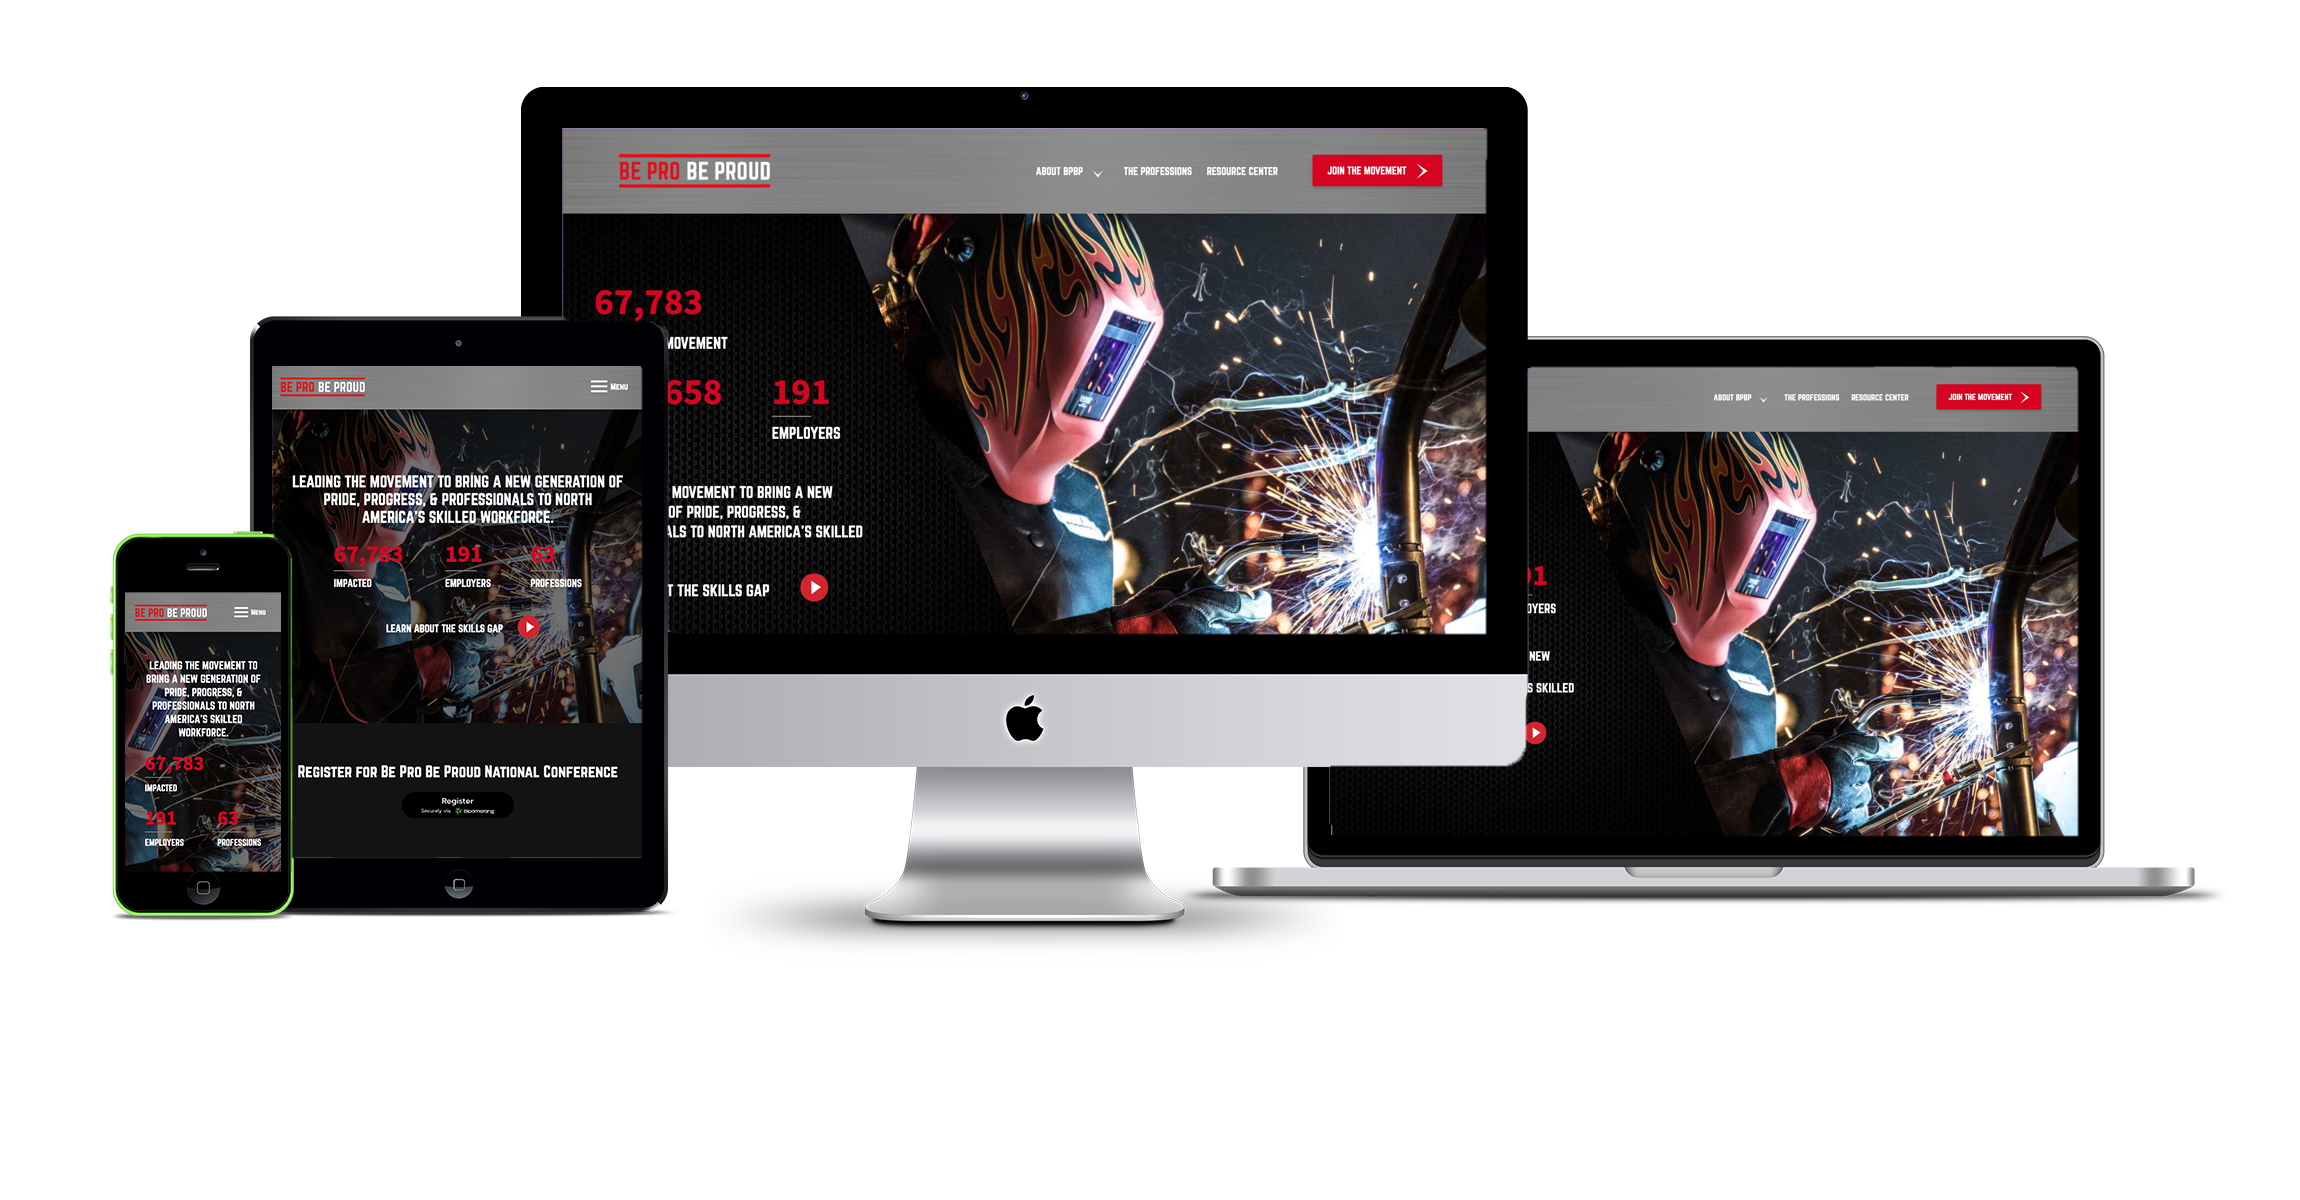 BE PRO BE PROUD
ABOUT BPBP
THE PROFESSIONS
RESOURCE CENTER
JOIN THE MOVEMENT
67,783
MOVEMENT
658
191
EMPLOYERS
MOVEMENT TO BRING A NEW
OF PRIDE, PROGRESS, &
TO NORTH AMERICA'S SKILLED
THE SKILLS GAP
BE PRO BE PROUD
MENU
LEADING THE MOVEMENT TO BRING A NEW GENERATION OF
PRIDE, PROGRESS, & PROFESSIONALS TO NORTH
AMERICA'S SKILLED WORKFORCE.
67,783
191
63
IMPACTED
EMPLOYERS
PROFESSIONS
LEARN ABOUT THE SKILLS GAP
REGISTER FOR BE PRO BE PROUD NATIONAL CONFERENCE
Register
Securely via bloomerang
BE PRO BE PROUD
MENU
LEADING THE MOVEMENT TO
BRING A NEW GENERATION OF
PRIDE, PROGRESS, &
PROFESSIONALS TO NORTH
AMERICA'S SKILLED
WORKFORCE.
67,783
IMPACTED
191
63
EMPLOYERS
PROFESSIONS
ABOUT BPBP
THE PROFESSIONS
RESOURCE CENTER
JOIN THE MOVEMENT
NEW
SKILLED